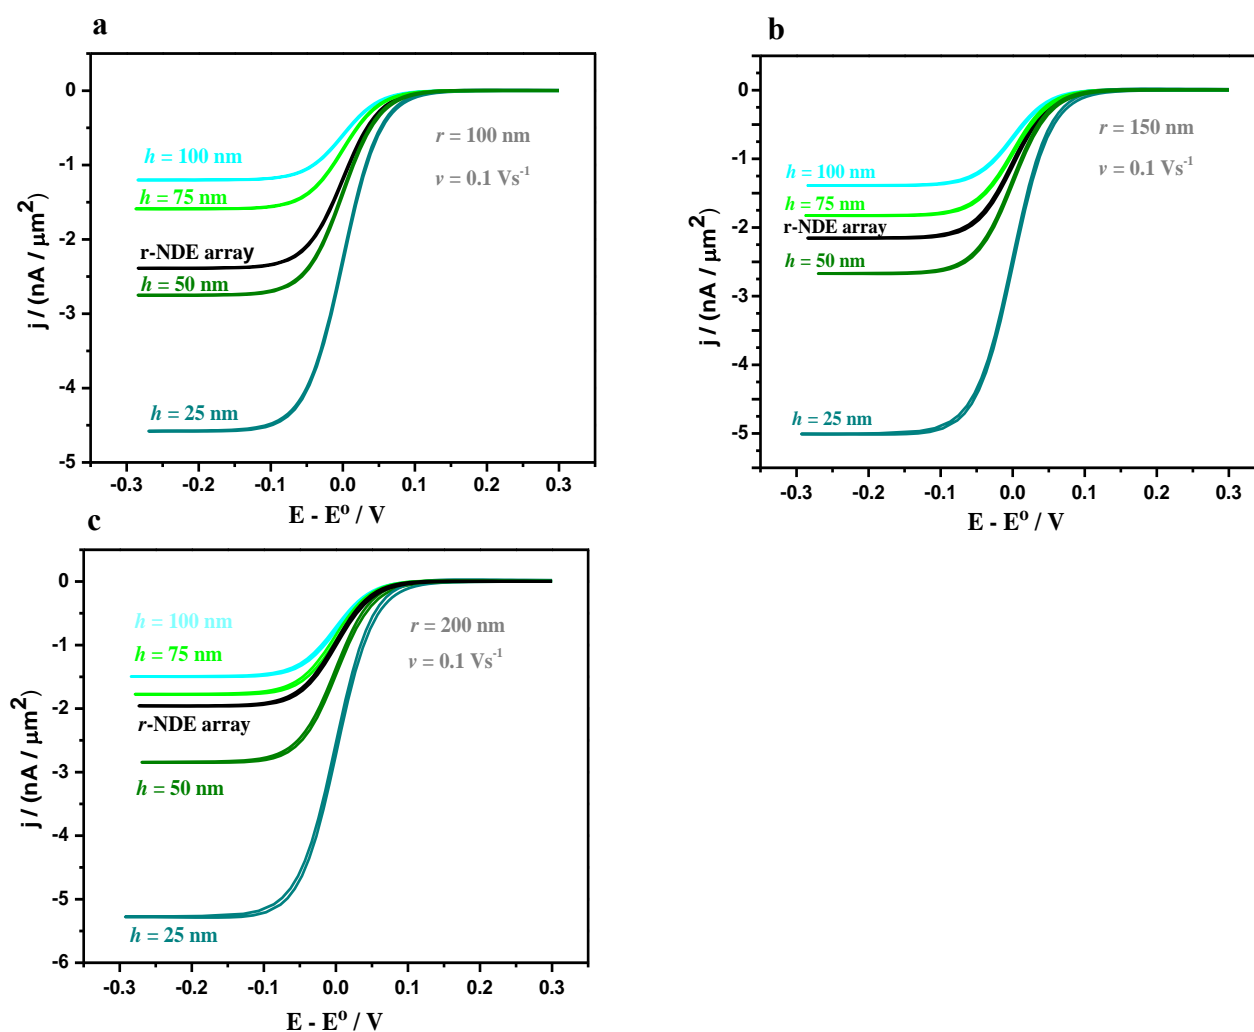 a
0
-1
-2
-3
-4
-5
j / (nA / μm²)
h = 100 nm
h = 75 nm
r-NDE array
h = 50 nm
h = 25 nm
r = 100 nm
v = 0.1 Vs⁻¹
-0.3 -0.2 -0.1 0.0 0.1 0.2 0.3
E - Eº / V
b
0
-1
-2
-3
-4
-5
j / (nA / μm²)
h = 100 nm
h = 75 nm
r-NDE array
h = 50 nm
h = 25 nm
r = 150 nm
v = 0.1 Vs⁻¹
-0.3 -0.2 -0.1 0.0 0.1 0.2 0.3
E - Eº / V
c
0
-1
-2
-3
-4
-5
-6
j / (nA / μm²)
h = 100 nm
h = 75 nm
r-NDE array
h = 50 nm
h = 25 nm
r = 200 nm
v = 0.1 Vs⁻¹
-0.3 -0.2 -0.1 0.0 0.1 0.2 0.3
E - Eº / V